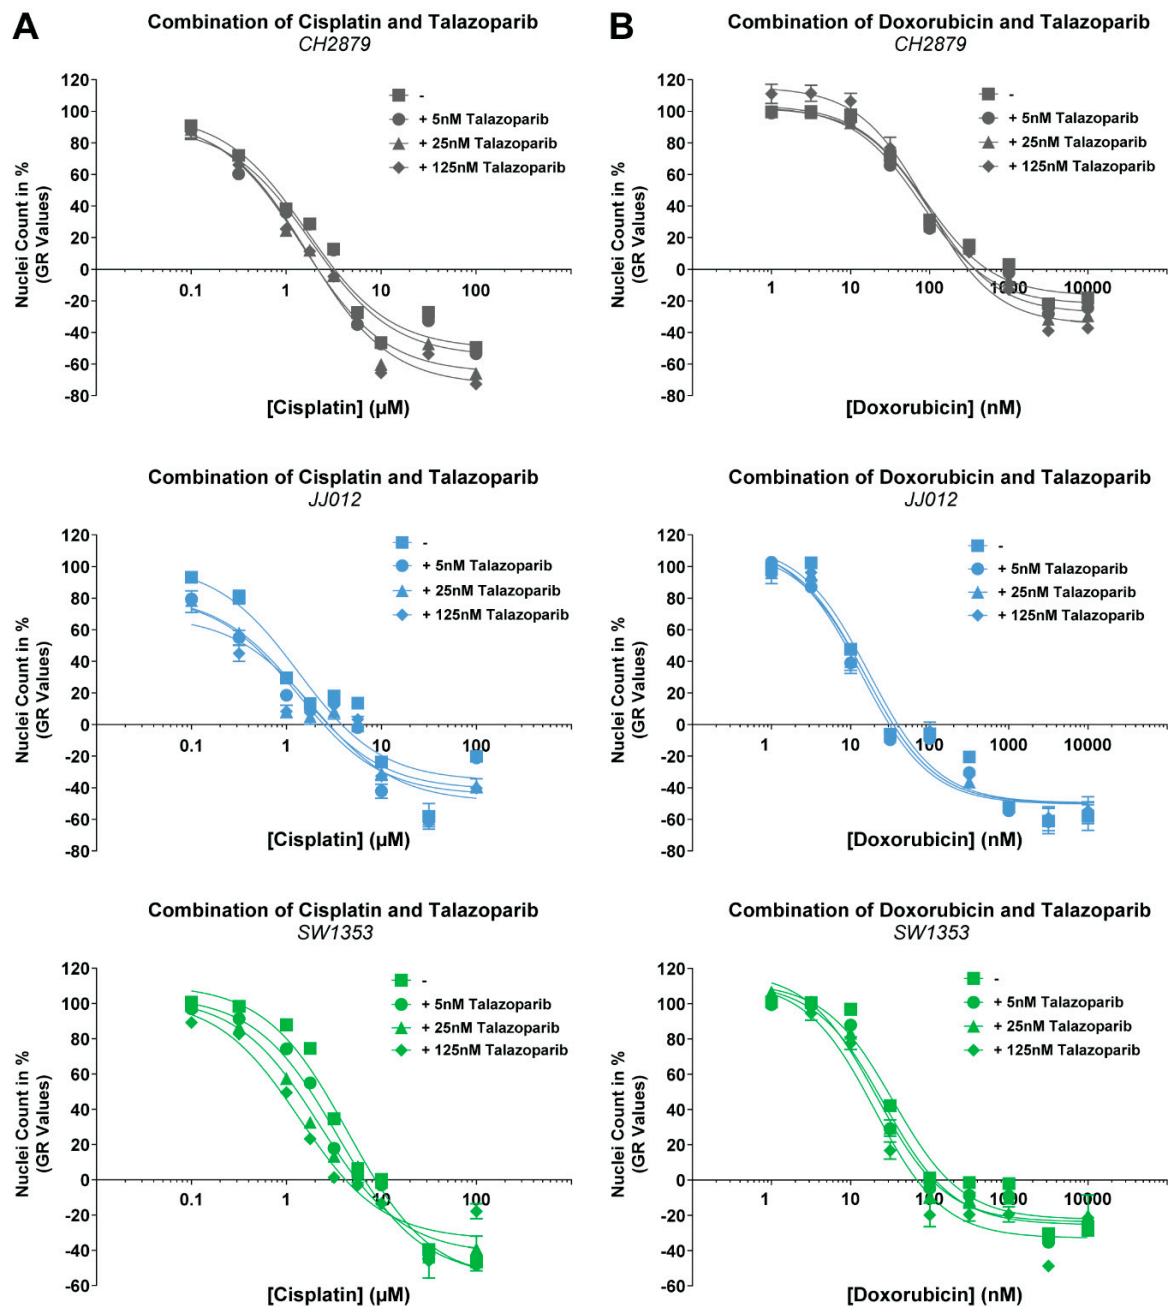 A
Combination of Cisplatin and Talazoparib
CH2879
Nuclei Count in %
(GR Values)
120
100
80
60
40
20
0
-20
-40
-60
-80
0.1
1
10
100
-
+ 5nM Talazoparib
+ 25nM Talazoparib
+ 125nM Talazoparib
[Cisplatin] (µM)
B
Combination of Doxorubicin and Talazoparib
CH2879
Nuclei Count in %
(GR Values)
120
100
80
60
40
20
0
-20
-40
-60
-80
1
10
100
1000
10000
-
+ 5nM Talazoparib
+ 25nM Talazoparib
+ 125nM Talazoparib
[Doxorubicin] (nM)
Combination of Cisplatin and Talazoparib
JJ012
Nuclei Count in %
(GR Values)
120
100
80
60
40
20
0
-20
-40
-60
-80
0.1
1
10
100
-
+ 5nM Talazoparib
+ 25nM Talazoparib
+ 125nM Talazoparib
[Cisplatin] (µM)
Combination of Doxorubicin and Talazoparib
JJ012
Nuclei Count in %
(GR Values)
120
100
80
60
40
20
0
-20
-40
-60
-80
1
10
100
1000
10000
-
+ 5nM Talazoparib
+ 25nM Talazoparib
+ 125nM Talazoparib
[Doxorubicin] (nM)
Combination of Cisplatin and Talazoparib
SW1353
Nuclei Count in %
(GR Values)
120
100
80
60
40
20
0
-20
-40
-60
0.1
1
10
100
-
+ 5nM Talazoparib
+ 25nM Talazoparib
+ 125nM Talazoparib
[Cisplatin] (µM)
Combination of Doxorubicin and Talazoparib
SW1353
Nuclei Count in %
(GR Values)
120
100
80
60
40
20
0
-20
-40
-60
1
10
100
1000
10000
-
+ 5nM Talazoparib
+ 25nM Talazoparib
+ 125nM Talazoparib
[Doxorubicin] (nM)